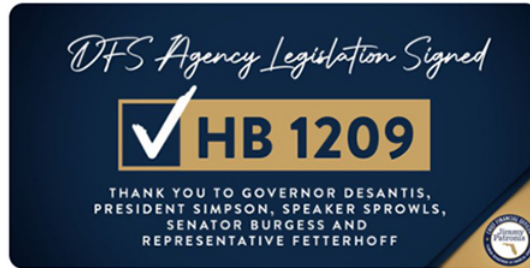 DFS Agency Legislation Signed
HB 1209
THANK YOU TO GOVERNOR DESANTIS,
PRESIDENT SIMPSON, SPEAKER SPROWLS,
SENATOR BURGESS AND
REPRESENTATIVE FETTERHOFF
Jimmy
Patronis